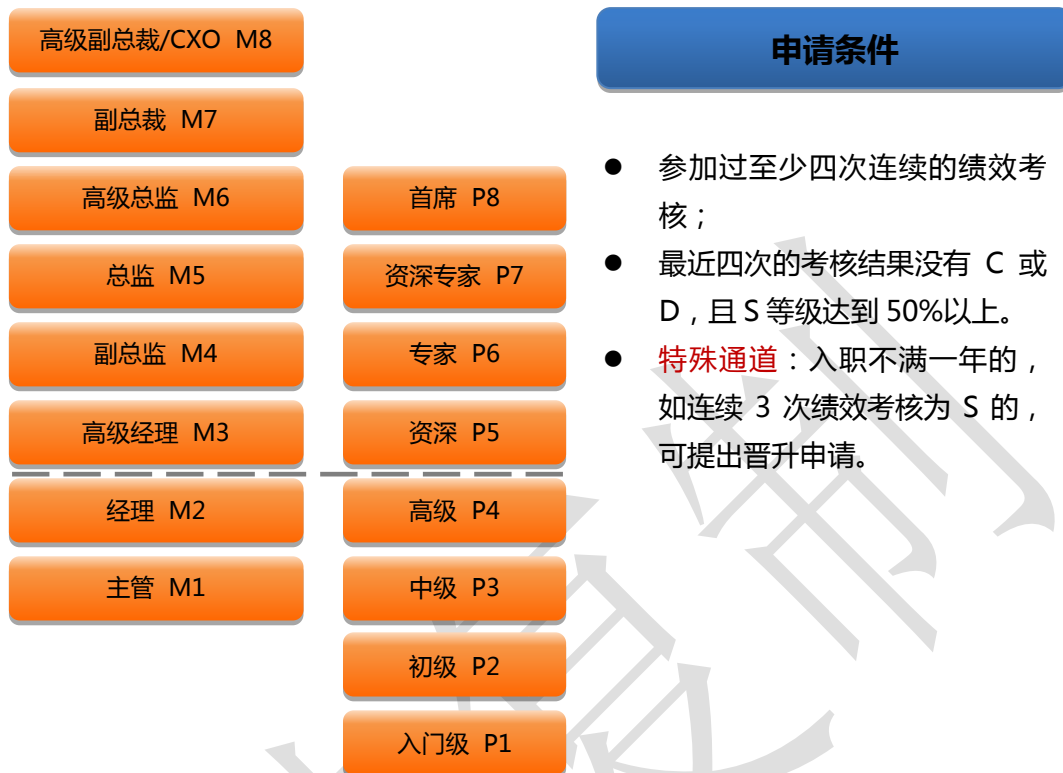 高级副总裁/CXO M8
副总裁 M7
高级总监 M6
总监 M5
副总监 M4
高级经理 M3
经理 M2
主管 M1
首席 P8
资深专家 P7
专家 P6
资深 P5
高级 P4
中级 P3
初级 P2
入门级 P1
申请条件
● 参加过至少四次连续的绩效考
核；
● 最近四次的考核结果没有 C 或
D，且 S 等级达到 50%以上。
● 特殊通道：入职不满一年的，
如连续 3 次绩效考核为 S 的，
可提出晋升申请。